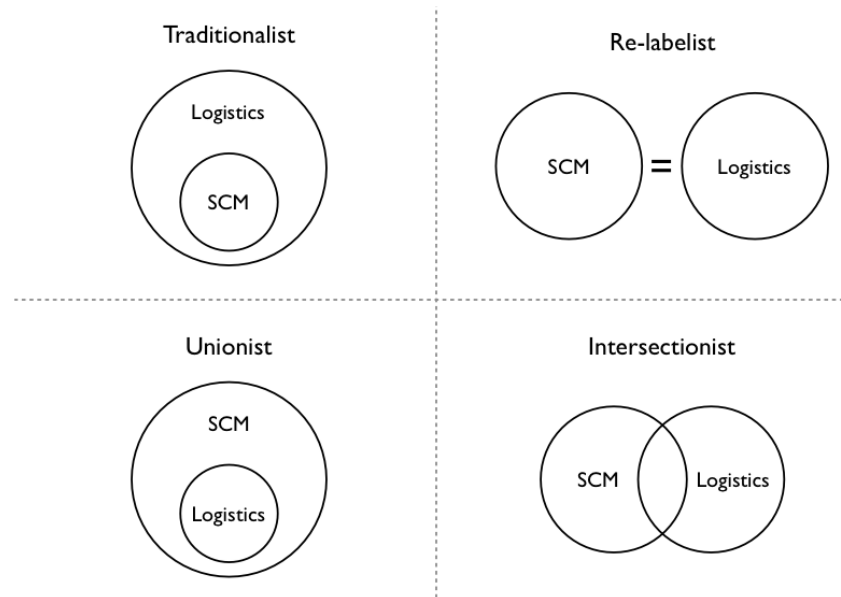 Traditionalist
Logistics
SCM
Re-labelist
SCM
=
Logistics
Unionist
SCM
Logistics
Intersectionist
SCM
Logistics